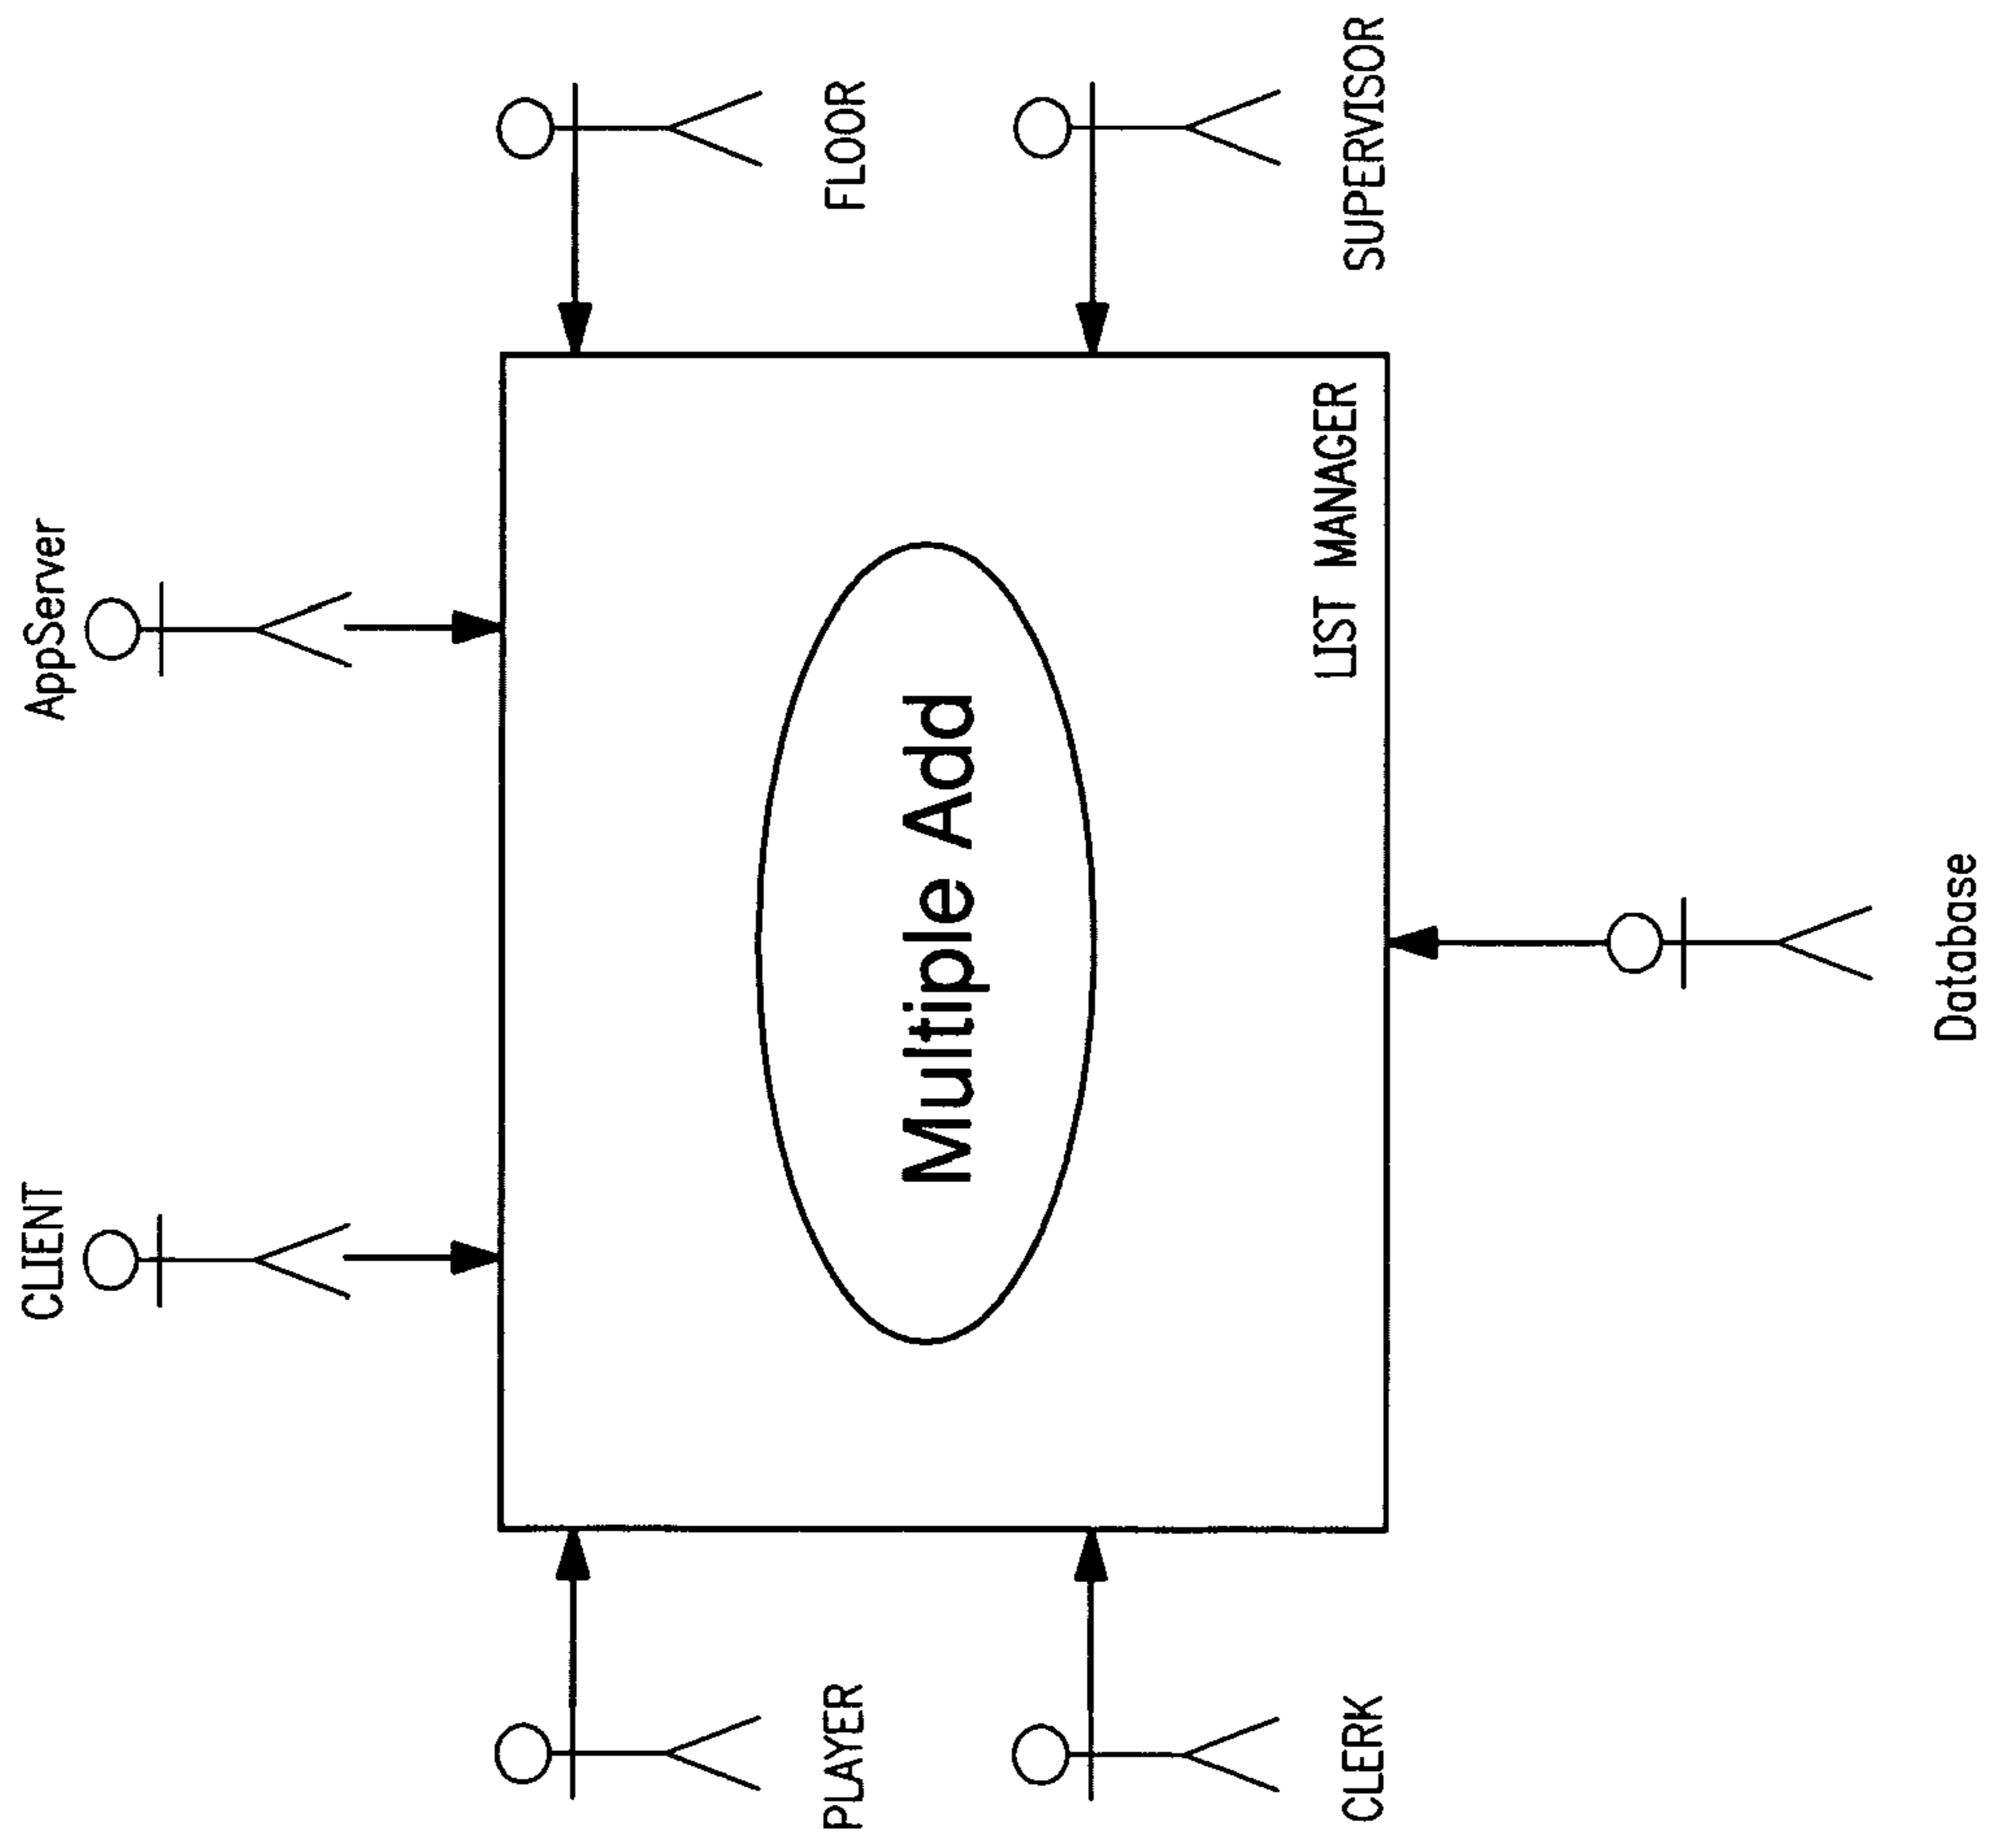 CLIENT
AppServer
PLAYER
FLOOR
Multiple Add
LIST MANAGER
CLERK
SUPERVISOR
Database